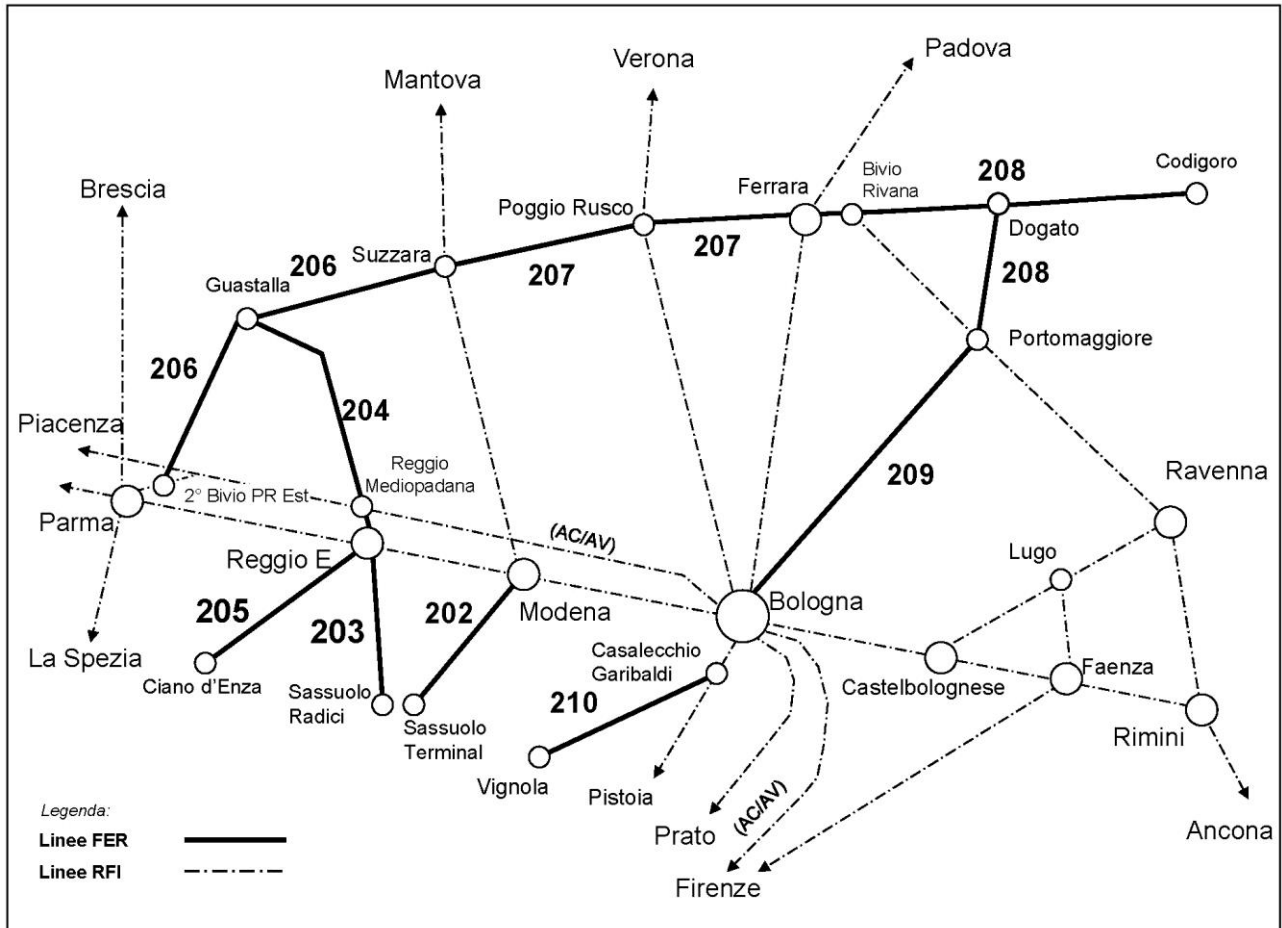 Padova
Verona
Mantova
Brescia
Ferrara
Bivio
Rivana
208
Codigoro
Poggio Rusco
Dogato
Suzzara
206
207
207
Guastalla
208
Portomaggiore
206
204
Piacenza
Reggio
Mediopadana
209
Ravenna
2° Bivio PR Est
Parma
(AC/AV)
Lugo
Reggio E.
Modena
Bologna
205
203
202
La Spezia
Ciano d'Enza
Casalecchio
Garibaldi
Castelbolognese
Faenza
Sassuolo
Radici
Sassuolo
Terminal
210
Rimini
Vignola
Pistoia
Prato
(AC/AV)
Ancona
Firenze
Legenda:
Linee FER
Linee RFI